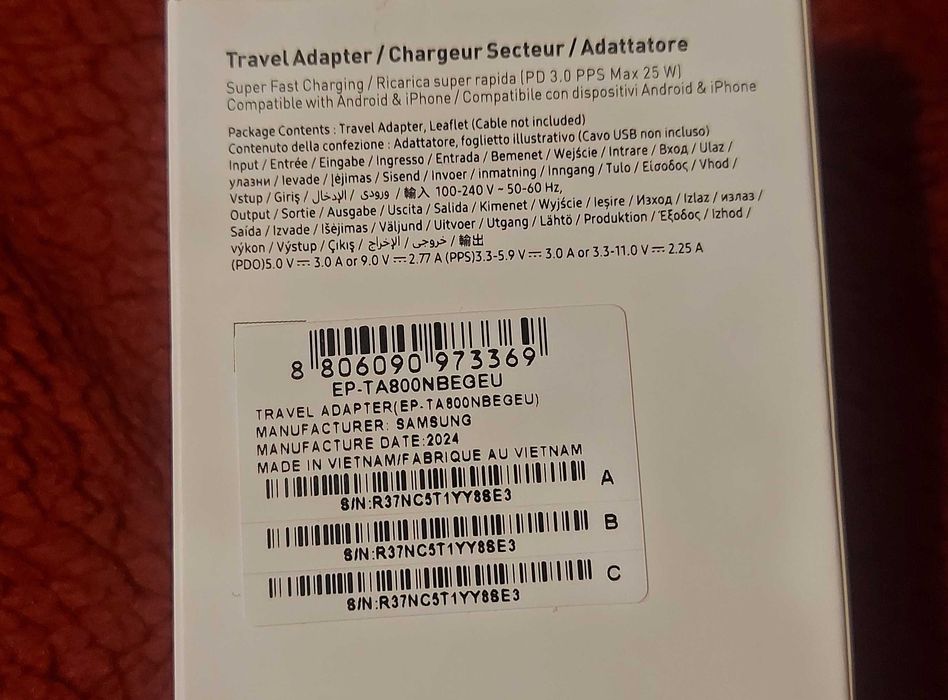 Travel Adapter / Chargeur Secteur / Adattatore
Super Fast Charging / Ricarica super rapida (PD 3.0 PPS Max 25 W)
Compatible with Android & iPhone / Compatibile con dispositivi Android & iPhone
Package Contents : Travel Adapter, Leaflet (Cable not included)
Contenuto della confezione : Adattatore, foglietto illustrativo (Cavo USB non incluso)
Input / Entrée / Eingabe / Ingresso / Entrada / Bemenet / Wejście / Intrare / Вход / Ulaz /
улазни / Ievade / Įėjimas / Sisend / Invoer / inmatning / Inngang / Tulo / Είσοδος / Vhod /
Vstup / Giriş / الإدخال / ورودی / 輸入 100-240 V ~ 50-60 Hz,
Output / Sortie / Ausgabe / Uscita / Salida / Kimenet / Wyjście / Ieșire / Изход / Izlaz / излаз /
Saída / Izvade / Išėjimas / Väljund / Uitvoer / Utgang / Lähtö / Produktion / Έξοδος / Izhod /
výkon / Výstup / Çıkış / خروجی / الإخراج / 輸出
(PDO)5.0 V ⎓ 3.0 A or 9.0 V ⎓ 2.77 A (PPS)3.3-5.9 V ⎓ 3.0 A or 3.3-11.0 V ⎓ 2.25 A
8 806090 973369
EP-TA800NBEGEU
TRAVEL ADAPTER(EP-TA800NBEGEU)
MANUFACTURER: SAMSUNG
MANUFACTURE DATE:2024
MADE IN VIETNAM/FABRIQUE AU VIETNAM
A
S/N:R37NC5T1YY8SE3
B
S/N:R37NC5T1YY8SE3
C
S/N:R37NC5T1YY8SE3